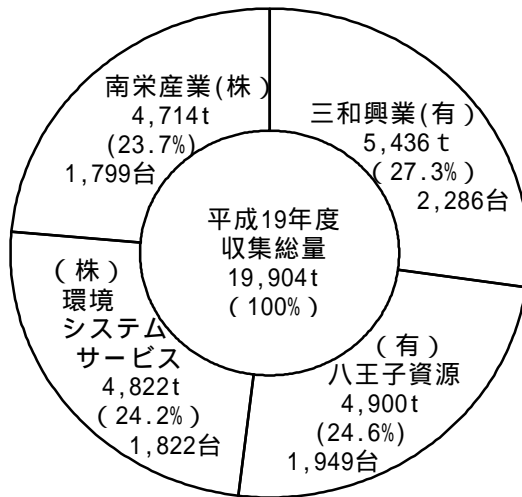 南栄産業(株)
4,714t
(23.7%)
1,799台
三和興業(有)
5,436t
(27.3%)
2,286台
平成19年度
収集総量
19,904t
(100%)
(株)
環境
システム
サービス
4,822t
(24.2%)
1,822台
(有)
八王子資源
4,900t
(24.6%)
1,949台